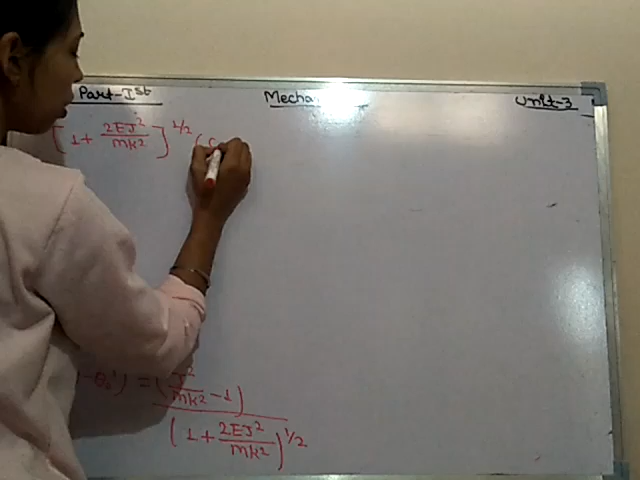 Part-Ist Mecha Unit-3
[1 + 2EJ²/mk²]^1/2 (
-θ₀') = (J²/mk² - 1)
(1 + 2EJ²/mk²)^1/2